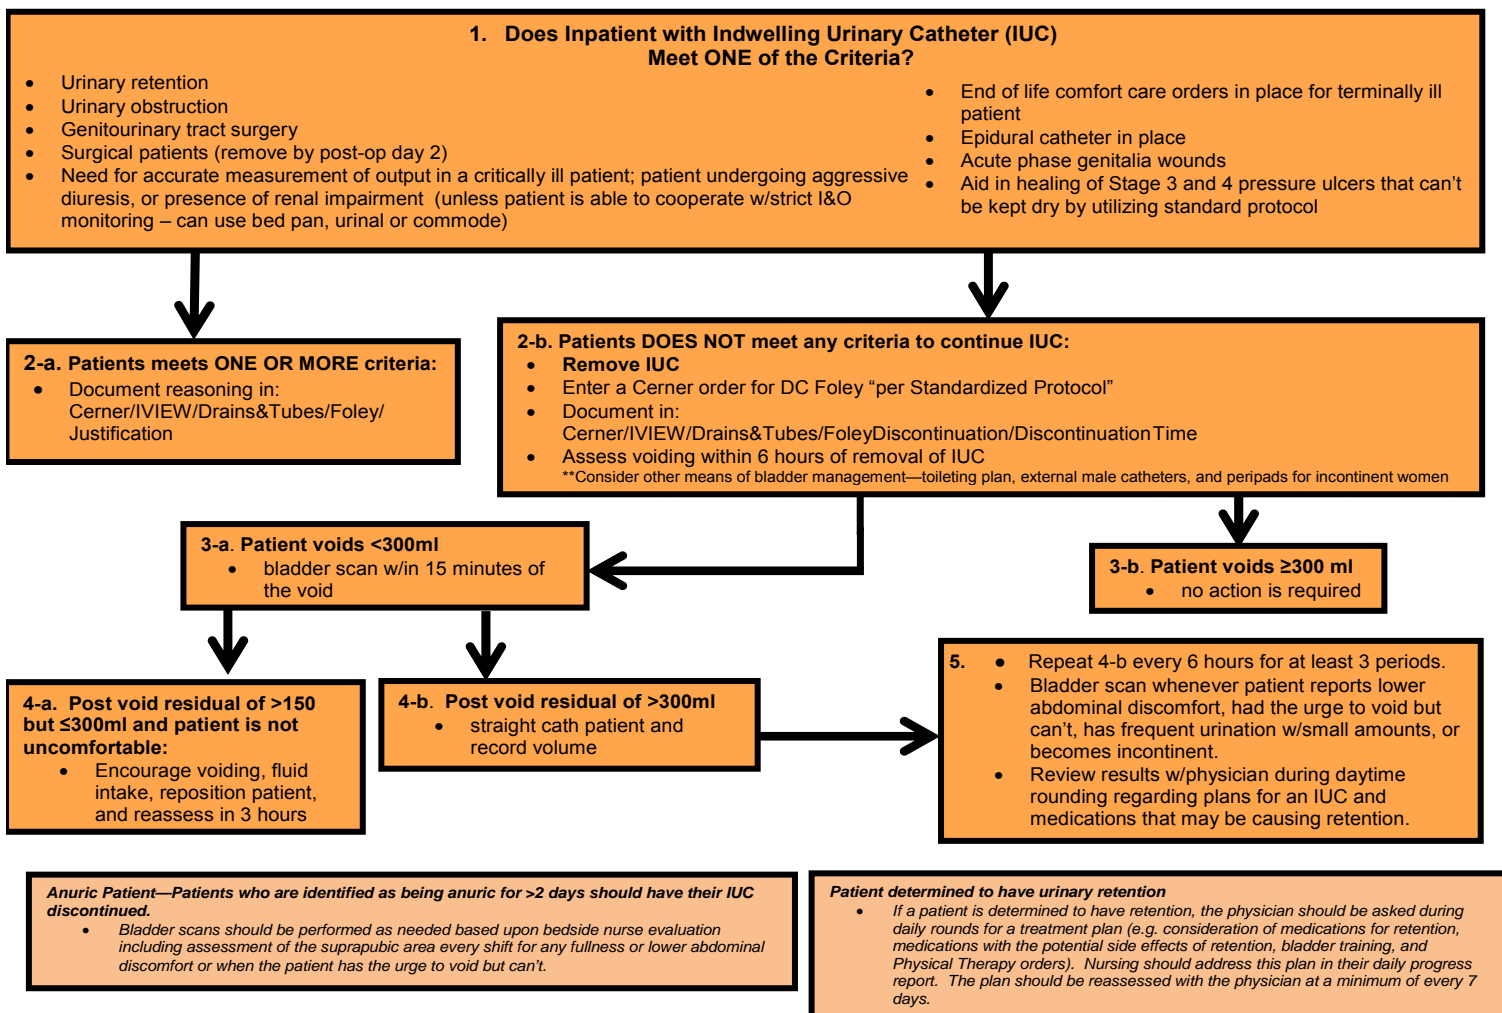 1. Does Inpatient with Indwelling Urinary Catheter (IUC)
Meet ONE of the Criteria?
• Urinary retention
• Urinary obstruction
• Genitourinary tract surgery
• Surgical patients (remove by post-op day 2)
• Need for accurate measurement of output in a critically ill patient; patient undergoing aggressive
diuresis, or presence of renal impairment (unless patient is able to cooperate w/strict I&O
monitoring – can use bed pan, urinal or commode)
• End of life comfort care orders in place for terminally ill
patient
• Epidural catheter in place
• Acute phase genitalia wounds
• Aid in healing of Stage 3 and 4 pressure ulcers that can't
be kept dry by utilizing standard protocol
2-a. Patients meets ONE OR MORE criteria:
• Document reasoning in:
Cerner/IVIEW/Drains&Tubes/Foley/
Justification
2-b. Patients DOES NOT meet any criteria to continue IUC:
• Remove IUC
• Enter a Cerner order for DC Foley “per Standardized Protocol”
• Document in:
Cerner/IVIEW/Drains&Tubes/FoleyDiscontinuation/Discontinuation Time
• Assess voiding within 6 hours of removal of IUC
**Consider other means of bladder management—toileting plan, external male catheters, and peripads for incontinent women
3-a. Patient voids <300ml
• bladder scan w/in 15 minutes of
the void
3-b. Patient voids ≥300 ml
• no action is required
4-a. Post void residual of >150
but ≤300ml and patient is not
uncomfortable:
• Encourage voiding, fluid
intake, reposition patient,
and reassess in 3 hours
4-b. Post void residual of >300ml
• straight cath patient and
record volume
5. • Repeat 4-b every 6 hours for at least 3 periods.
• Bladder scan whenever patient reports lower
abdominal discomfort, had the urge to void but
can't, has frequent urination w/small amounts, or
becomes incontinent.
• Review results w/physician during daytime
rounding regarding plans for an IUC and
medications that may be causing retention.
Anuric Patient—Patients who are identified as being anuric for >2 days should have their IUC
discontinued.
• Bladder scans should be performed as needed based upon bedside nurse evaluation
including assessment of the suprapubic area every shift for any fullness or lower abdominal
discomfort or when the patient has the urge to void but can't.
Patient determined to have urinary retention
• If a patient is determined to have retention, the physician should be asked during
daily rounds for a treatment plan (e.g. consideration of medications for retention,
medications with the potential side effects of retention, bladder training, and
Physical Therapy orders). Nursing should address this plan in their daily progress
report. The plan should be reassessed with the physician at a minimum of every 7
days.